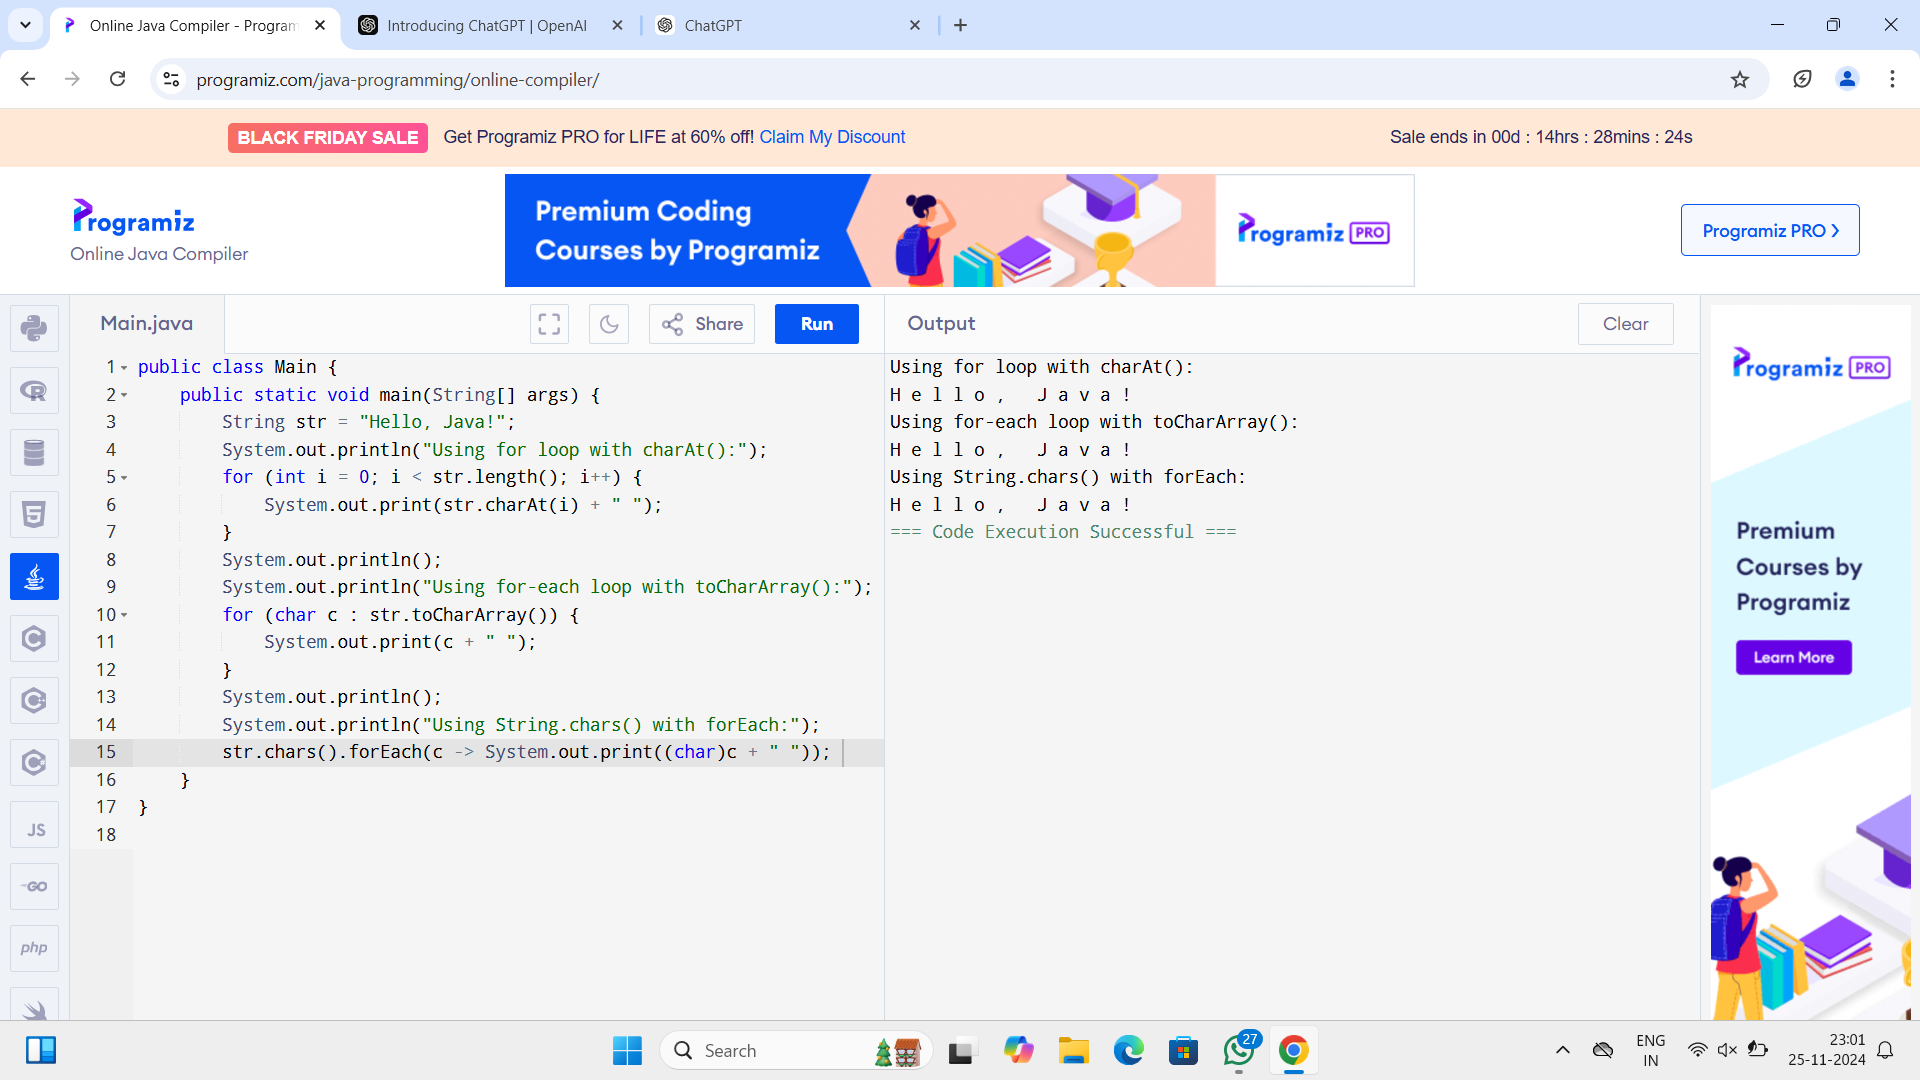 Online Java Compiler - Program
Introducing ChatGPT | OpenAI
ChatGPT
programiz.com/java-programming/online-compiler/
BLACK FRIDAY SALE Get Programiz PRO for LIFE at 60% off! Claim My Discount
Sale ends in 00d : 14hrs : 28mins : 24s
Programiz
Online Java Compiler
Premium Coding
Courses by Programiz
Programiz PRO
Programiz PRO ›
Main.java
Share
Run
Output
Clear
1 public class Main {
2     public static void main(String[] args) {
3         String str = "Hello, Java!";
4         System.out.println("Using for loop with charAt():");
5         for (int i = 0; i < str.length(); i++) {
6             System.out.print(str.charAt(i) + " ");
7         }
8         System.out.println();
9         System.out.println("Using for-each loop with toCharArray():");
10         for (char c : str.toCharArray()) {
11             System.out.print(c + " ");
12         }
13         System.out.println();
14         System.out.println("Using String.chars() with forEach:");
15         str.chars().forEach(c -> System.out.print((char)c + " "));
16     }
17 }
18
Using for loop with charAt():
H e l l o ,   J a v a !
Using for-each loop with toCharArray():
H e l l o ,   J a v a !
Using String.chars() with forEach:
H e l l o ,   J a v a !
=== Code Execution Successful ===
Programiz PRO
Premium
Courses by
Programiz
Learn More
JS
GO
php
Search
27
ENG
IN
23:01
25-11-2024